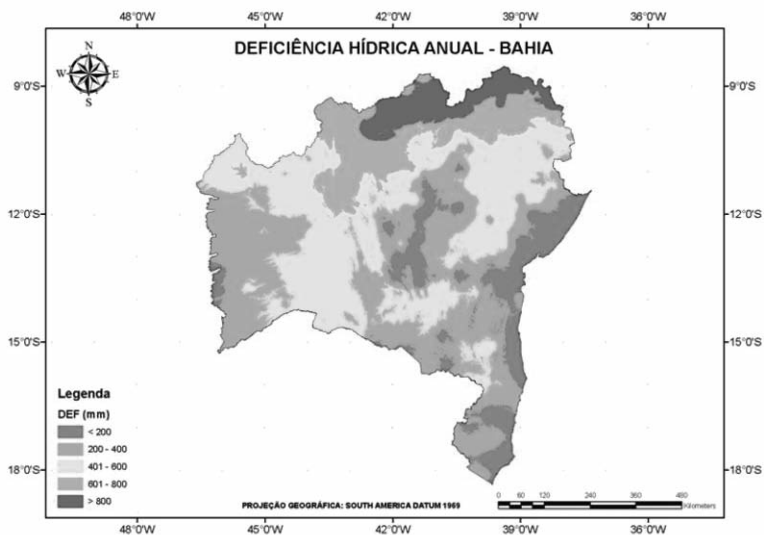 48°0'W 45°0'W 42°0'W 39°0'W 36°0'W
DEFICIÊNCIA HÍDRICA ANUAL - BAHIA
N
W E
S
9°0'S 9°0'S
12°0'S 12°0'S
15°0'S 15°0'S
Legenda
DEF (mm)
< 200
200 - 400
401 - 600
601 - 800
> 800
18°0'S 18°0'S
PROJEÇÃO GEOGRÁFICA: SOUTH AMERICA DATUM 1969
0 60 120 240 360 480
Kilometers
48°0'W 45°0'W 42°0'W 39°0'W 36°0'W